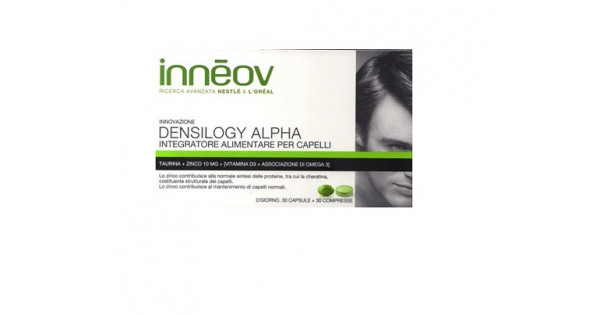 innēov
RICERCA AVANZATA NESTLÉ & L'ORÉAL
INNOVAZIONE
DENSILOGY ALPHA
INTEGRATORE ALIMENTARE PER CAPELLI
TAURINA + ZINCO 10 MG + [VITAMINA D3 + ASSOCIAZIONE DI OMEGA 3]
Lo zinco contribuisce alla normale sintesi delle proteine, tra cui la cheratina,
costituente strutturale dei capelli.
Lo zinco contribuisce al mantenimento di capelli normali.
2/GIORNO. 30 CAPSULE + 30 COMPRESSE